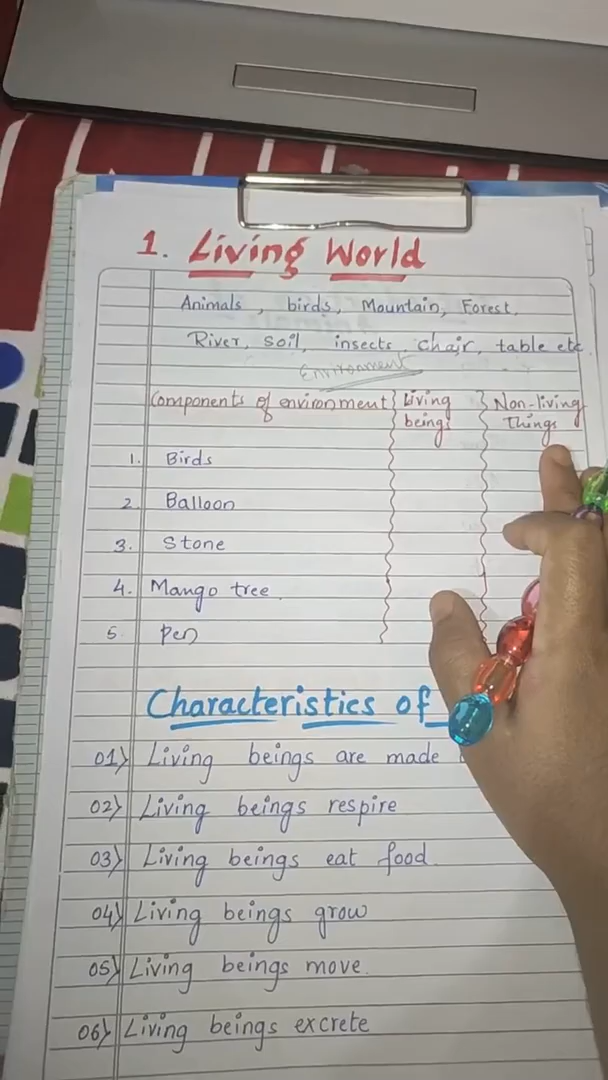 1. Living World
Animals, birds, Mountain, Forest,
River, soil, insects, chair, table etc.
Environment
Components of environment Living beings Non-living Things
1. Birds
2. Balloon
3. Stone
4. Mango tree.
5. Pen
Characteristics of
01) Living beings are made
02) Living beings respire
03) Living beings eat food.
04) Living beings grow
05) Living beings move.
06) Living beings excrete